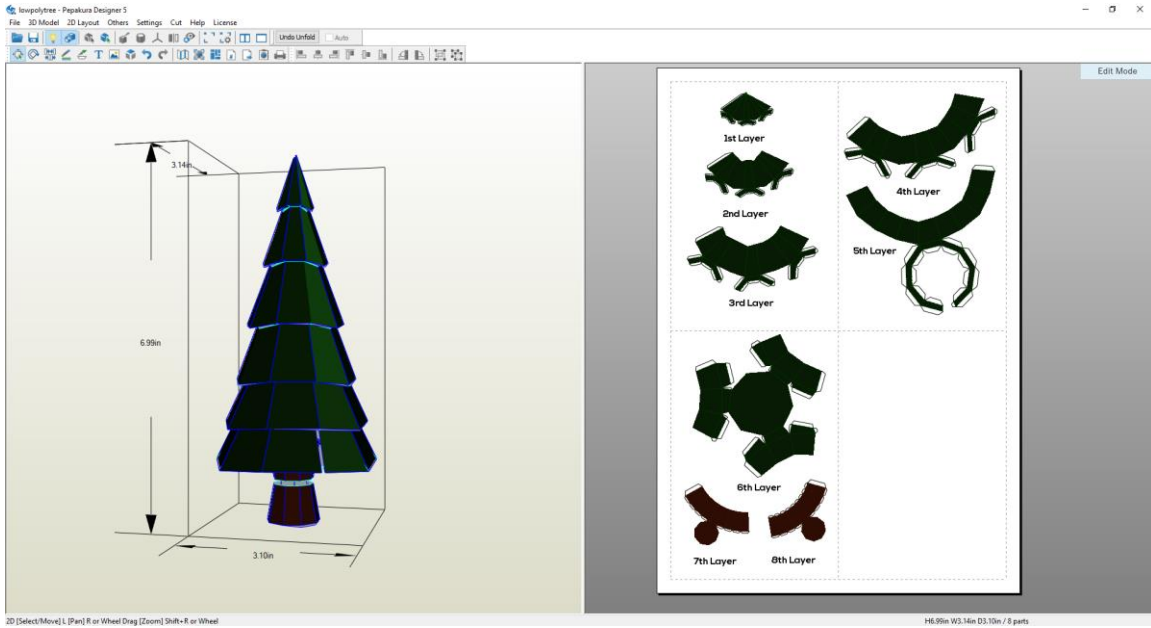 lowpolytree - Pepakura Designer 5
File 3D Model 2D Layout Others Settings Cut Help License
Undo Unfold Auto
T
Edit Mode
3.14in
6.99in
3.10in
1st Layer
2nd Layer
3rd Layer
4th Layer
5th Layer
6th Layer
7th Layer
8th Layer
2D [Select/Move] L [Pan] R or Wheel Drag [Zoom] Shift+R or Wheel
H6.99in W3.14in D3.10in / 8 parts